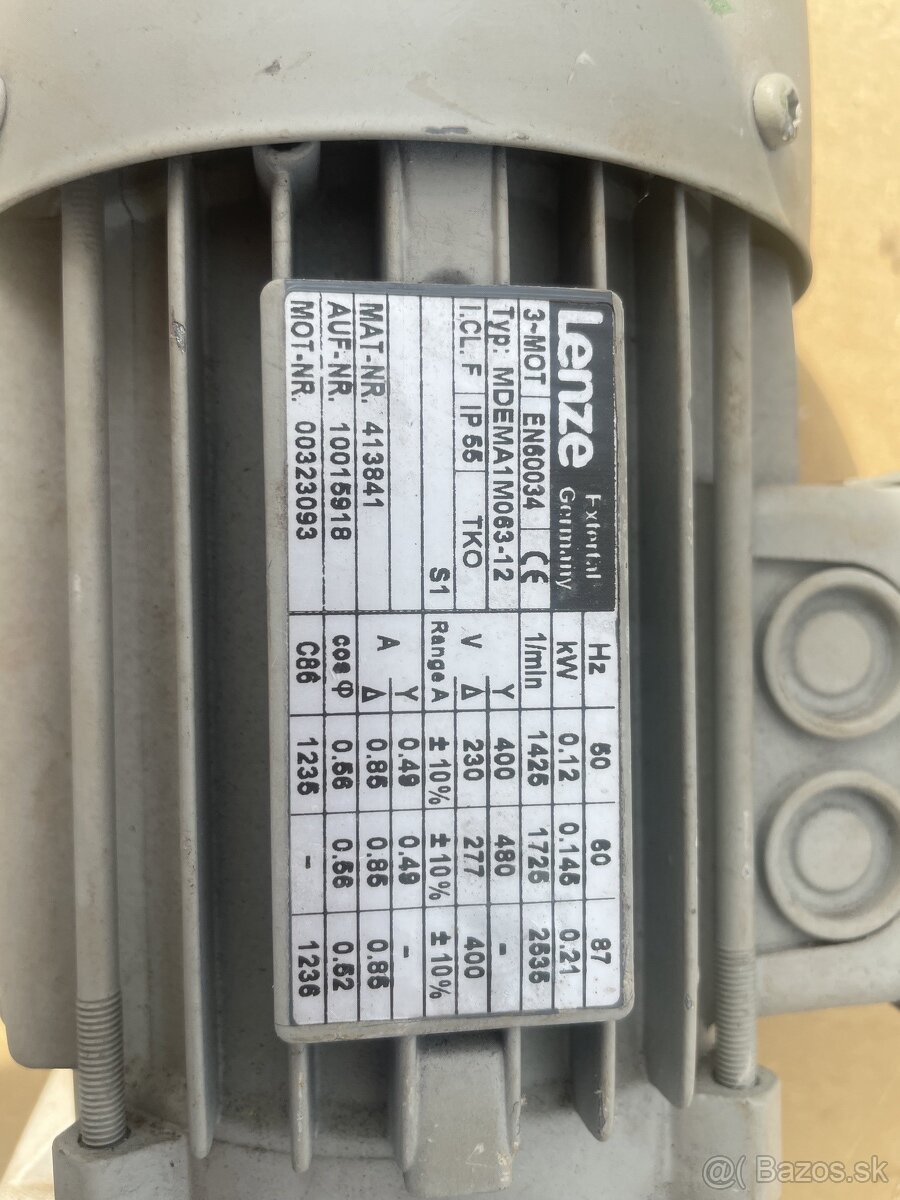 Lenze Extertal Germany
3~MOT EN60034 CE
Typ: MDEMA1M063-12
I.CL. F IP 55 TKO
S1
MAT-NR. 413841
AUF-NR. 10015918
MOT-NR. 00323093
Hz 50 60 87
kW 0.12 0.145 0.21
1/min 1425 1725 2535
V Y 400 480 -
Δ 230 277 400
Range A ± 10% ± 10% ± 10%
A Y 0.49 0.49 -
Δ 0.85 0.85 0.85
cos φ 0.56 0.56 0.52
C86 1235 - 1236
@( Bazos.sk